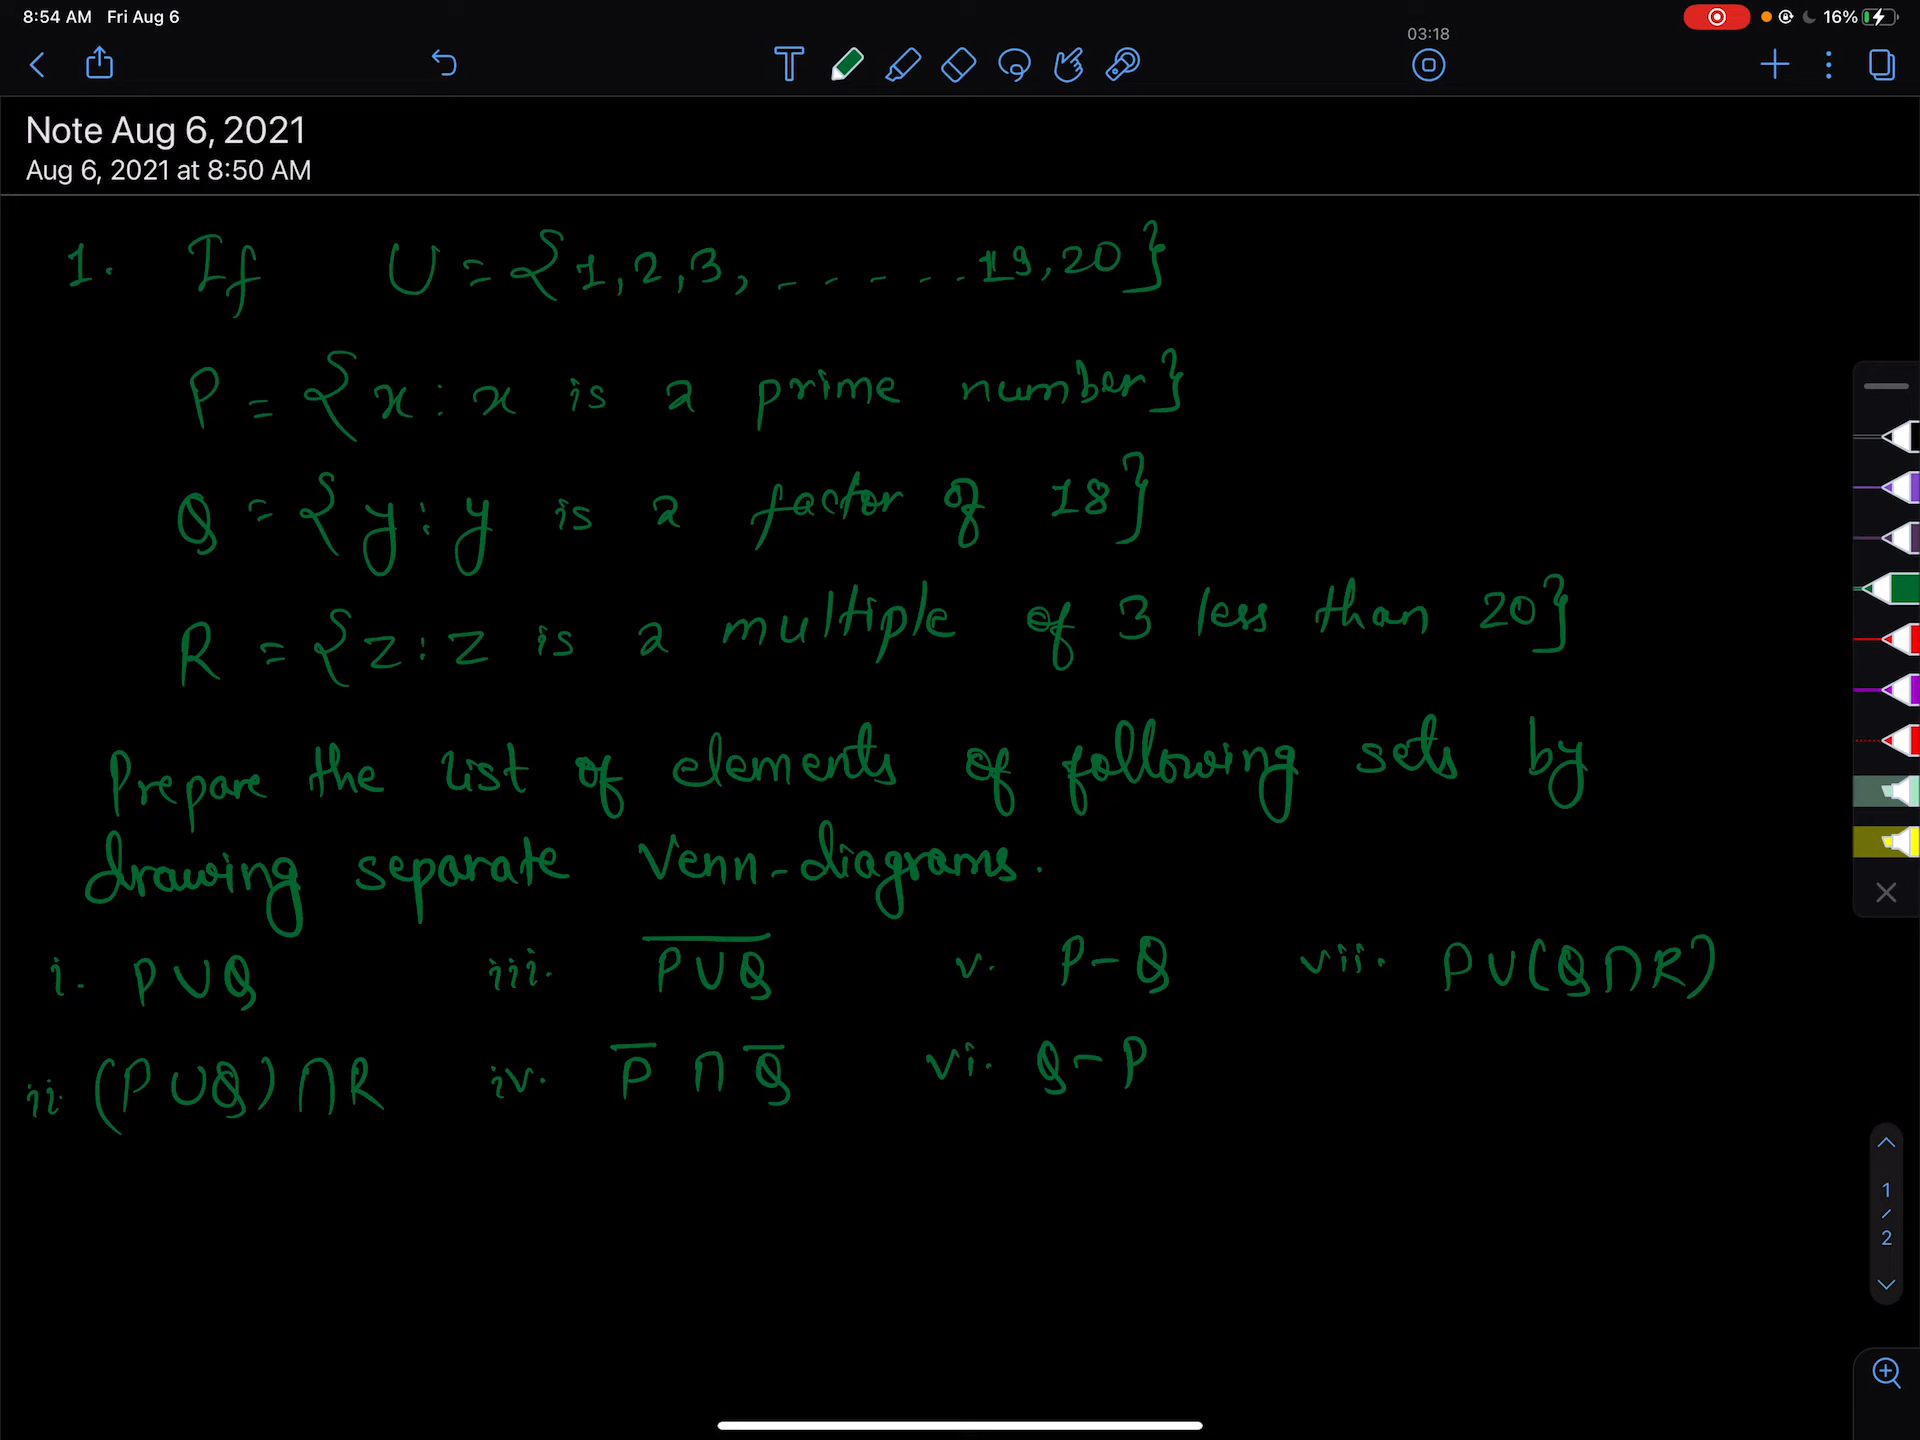 8:54 AM Fri Aug 6
16%
03:18
Note Aug 6, 2021
Aug 6, 2021 at 8:50 AM
1. If U = {1, 2, 3, - - - . . . 19, 20}
P = {x : x is a prime number}
Q = {y : y is a factor of 18}
R = {z : z is a multiple of 3 less than 20}
Prepare the list of elements of following sets by
drawing separate Venn-diagrams.
i. P∪Q iii. P̅∪̅Q̅ v. P-Q vii. P∪(Q∩R)
ii. (P∪Q)∩R iv. P̅ ∩ Q̅ vi. Q-P
1
/
2